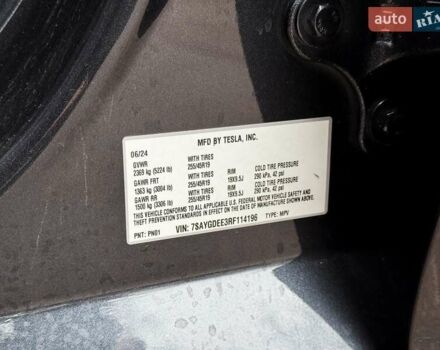 auto RIA
MFD BY TESLA, INC.
06/24
GVWR WITH TIRES RIM COLD TIRE PRESSURE
2369 kg (5224 lb) 255/45R19 19X9.5J 290 kPa, 42 psi
GAWR FRT WITH TIRES RIM COLD TIRE PRESSURE
1363 kg (3004 lb) 255/45R19 19X9.5J 290 kPa, 42 psi
GAWR RR WITH TIRES
1500 kg (3306 lb) 255/45R19
THIS VEHICLE CONFORMS TO ALL APPLICABLE U.S. FEDERAL MOTOR VEHICLE SAFETY AND
THEFT PREVENTION STANDARDS IN EFFECT ON THE DATE OF MANUFACTURE SHOWN ABOVE.
PNT: PN01 VIN: 7SAYGDEE3RF114196 TYPE: MPV